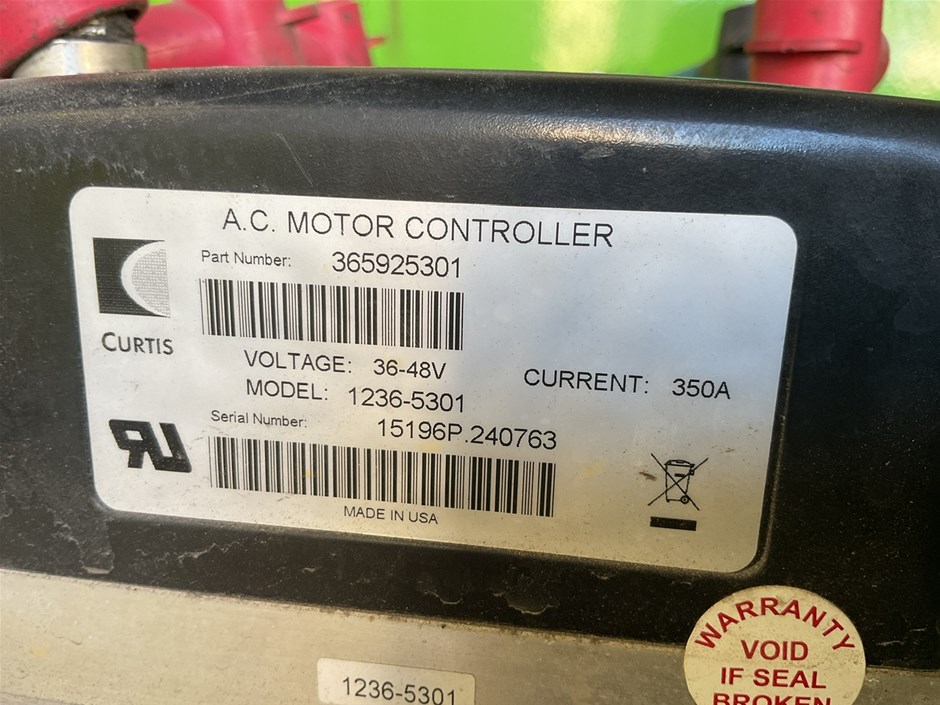 A.C. MOTOR CONTROLLER
Part Number: 365925301
CURTIS
VOLTAGE: 36-48V
CURRENT: 350A
MODEL: 1236-5301
Serial Number: 15196P.240763
MADE IN USA
WARRANTY
VOID
IF SEAL
BROKEN
1236-5301